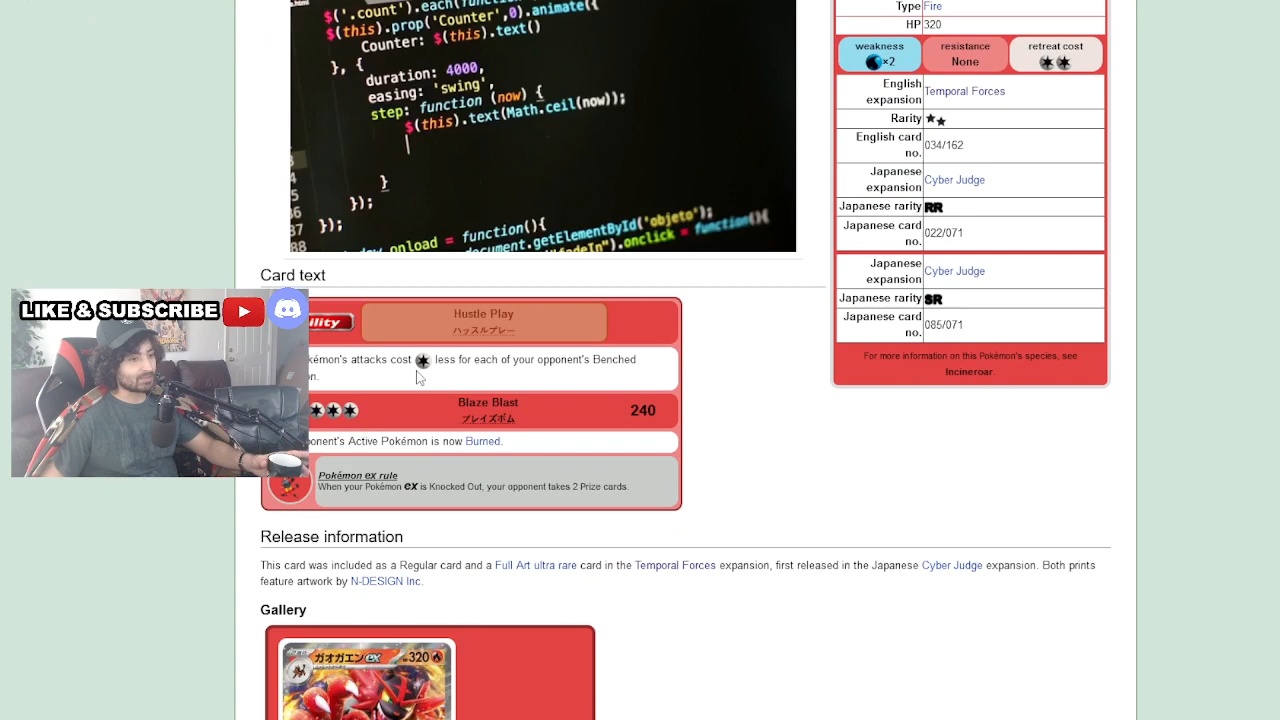 $('.count').each(function
$(this).prop('Counter',0).animate({
Counter: $(this).text()
}, {
duration: 4000,
easing: 'swing',
step: function (now) {
$(this).text(Math.ceil(now));
}
});
});
onload = function(){
document.getElementById('objeto');
.onclick = function()
Type Fire
HP 320
weakness resistance retreat cost
×2 None
English expansion Temporal Forces
Rarity ★★
English card no. 034/162
Japanese expansion Cyber Judge
Japanese rarity RR
Japanese card no. 022/071
Japanese expansion Cyber Judge
Japanese rarity SR
Japanese card no. 085/071
For more information on this Pokémon's species, see
Incineroar.
Card text
LIKE & SUBSCRIBE
ility Hustle Play
ハッスルプレー
kémon's attacks cost less for each of your opponent's Benched
n.
Blaze Blast 240
ブレイズボム
onent's Active Pokémon is now Burned.
Pokémon ex rule
When your Pokémon ex is Knocked Out, your opponent takes 2 Prize cards.
Release information
This card was included as a Regular card and a Full Art ultra rare card in the Temporal Forces expansion, first released in the Japanese Cyber Judge expansion. Both prints
feature artwork by N-DESIGN Inc.
Gallery
ガオガエンex 320